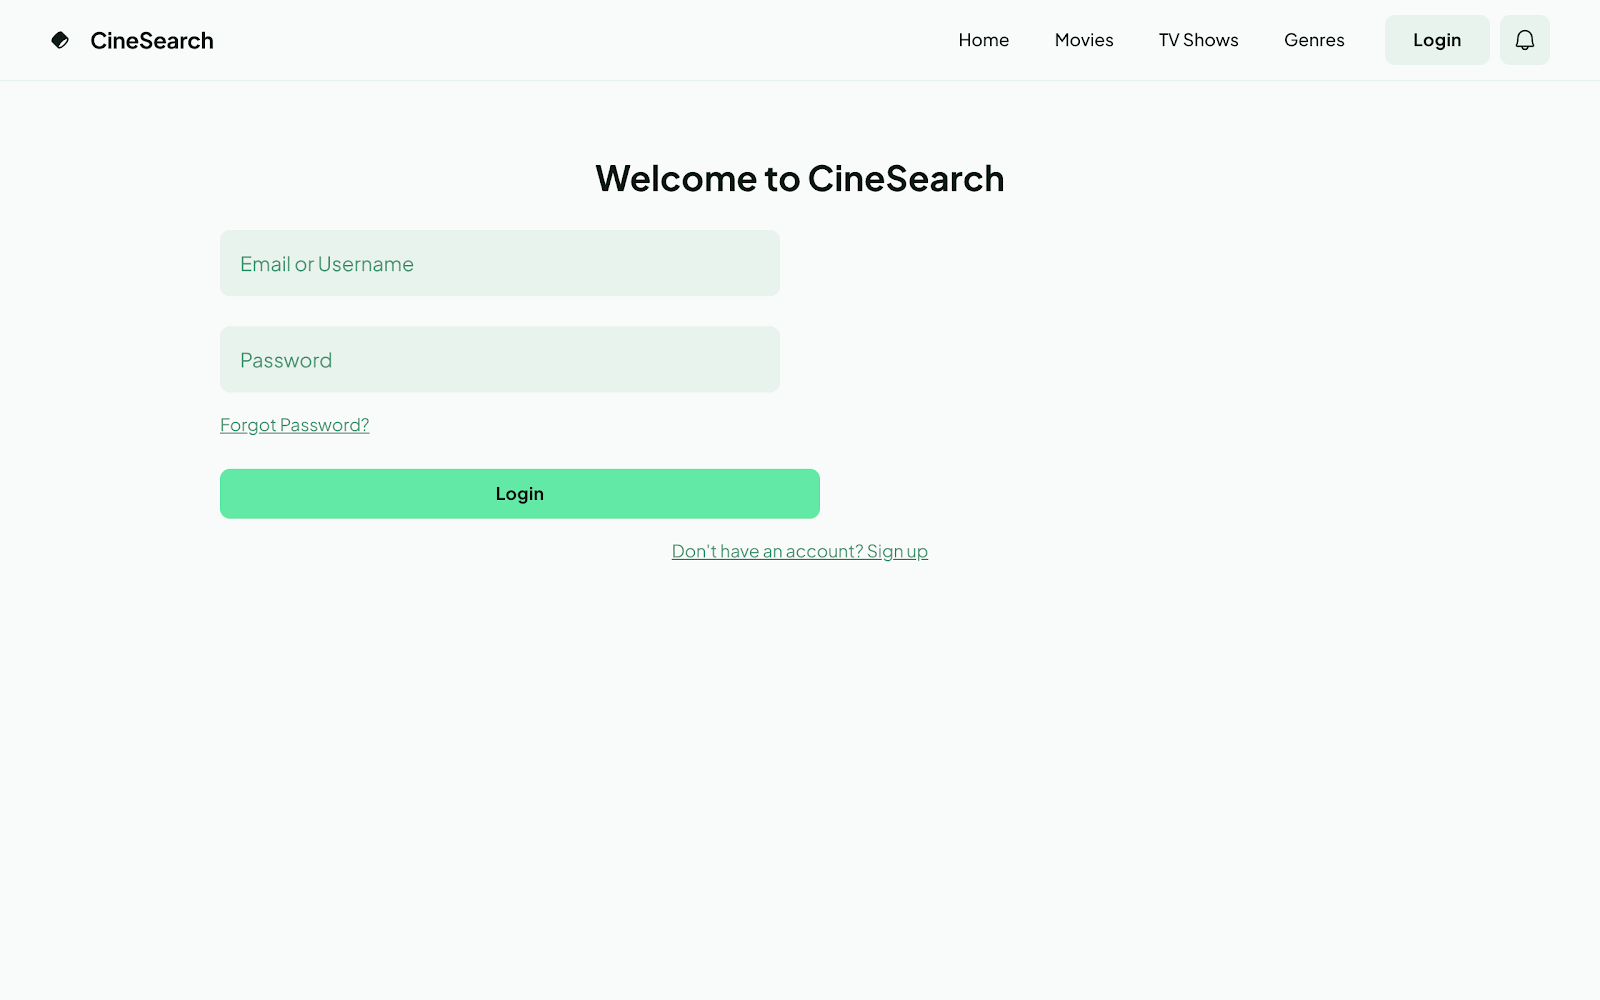 CineSearch
Home
Movies
TV Shows
Genres
Login
Welcome to CineSearch
Email or Username
Password
Forgot Password?
Login
Don't have an account? Sign up